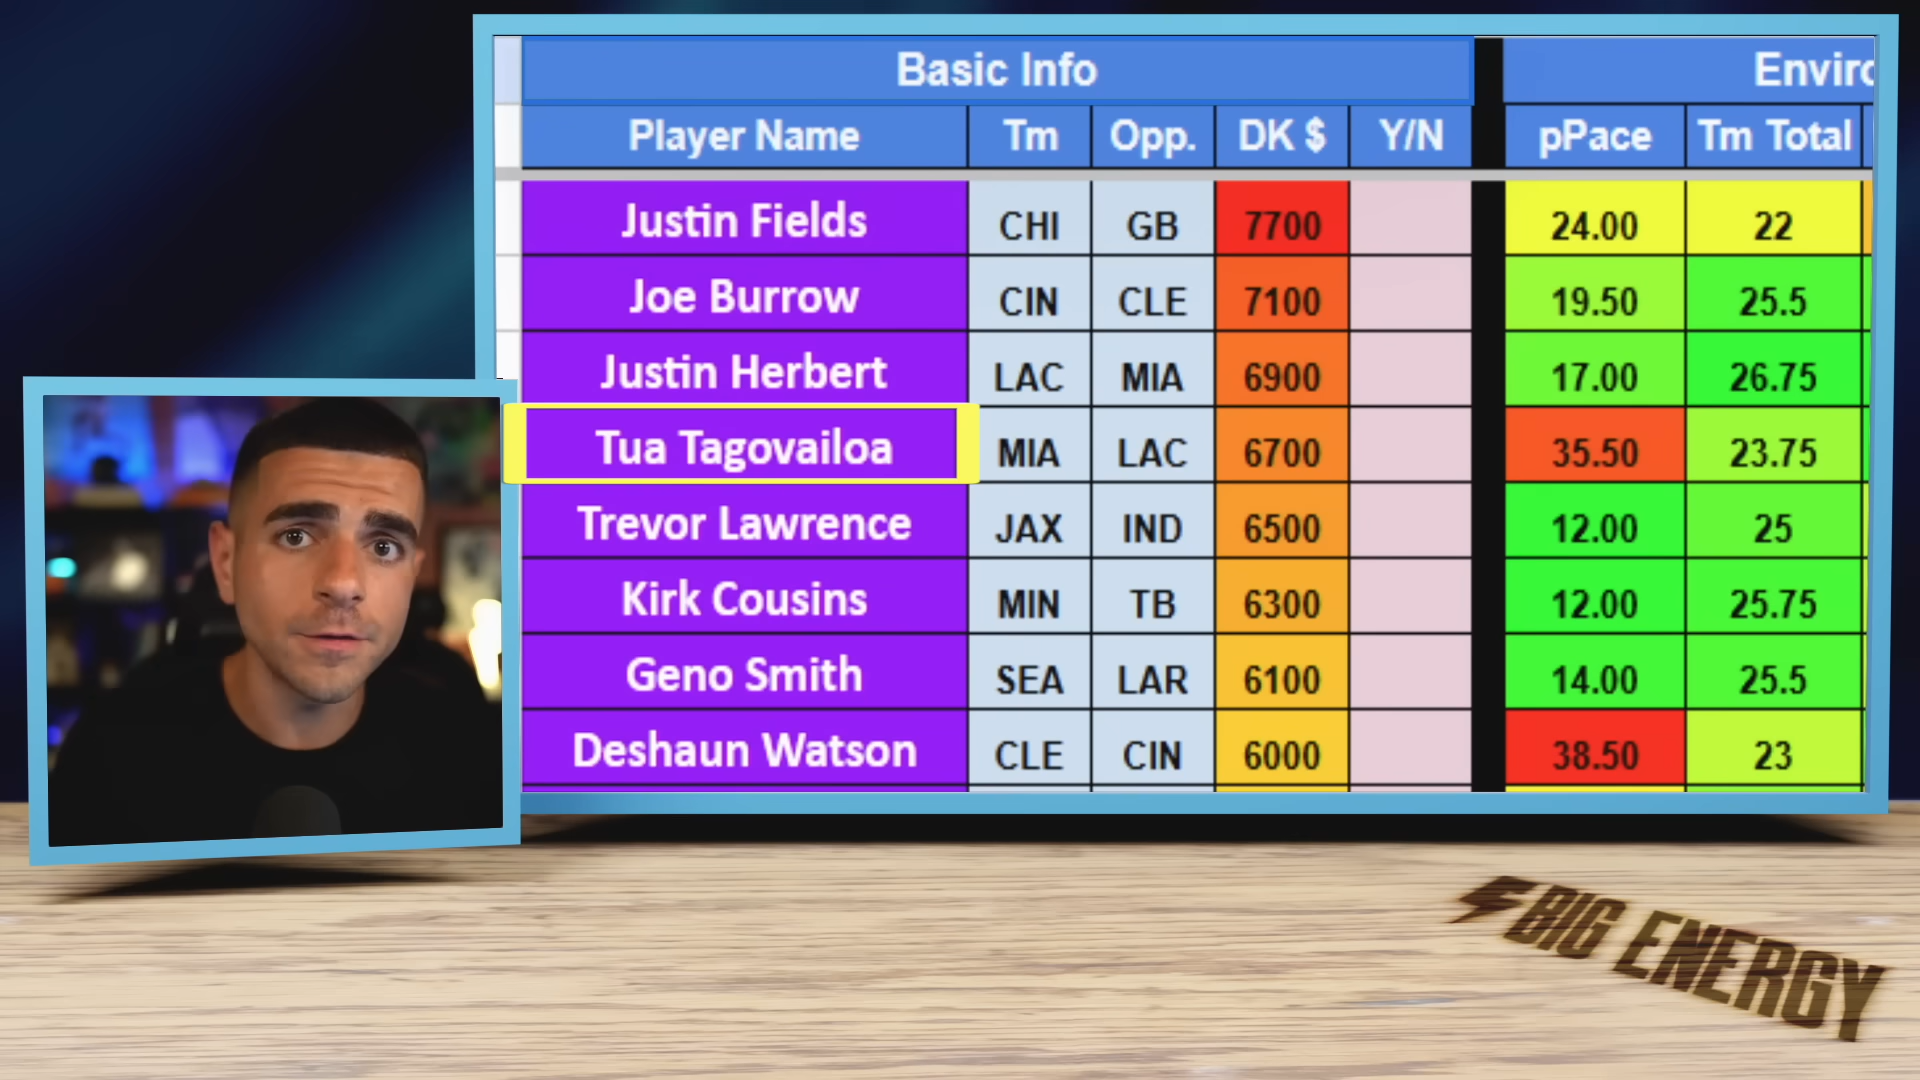 Basic Info
Enviro
Player Name Tm Opp. DK $ Y/N pPace Tm Total
Justin Fields CHI GB 7700 24.00 22
Joe Burrow CIN CLE 7100 19.50 25.5
Justin Herbert LAC MIA 6900 17.00 26.75
Tua Tagovailoa MIA LAC 6700 35.50 23.75
Trevor Lawrence JAX IND 6500 12.00 25
Kirk Cousins MIN TB 6300 12.00 25.75
Geno Smith SEA LAR 6100 14.00 25.5
Deshaun Watson CLE CIN 6000 38.50 23
BIG ENERGY